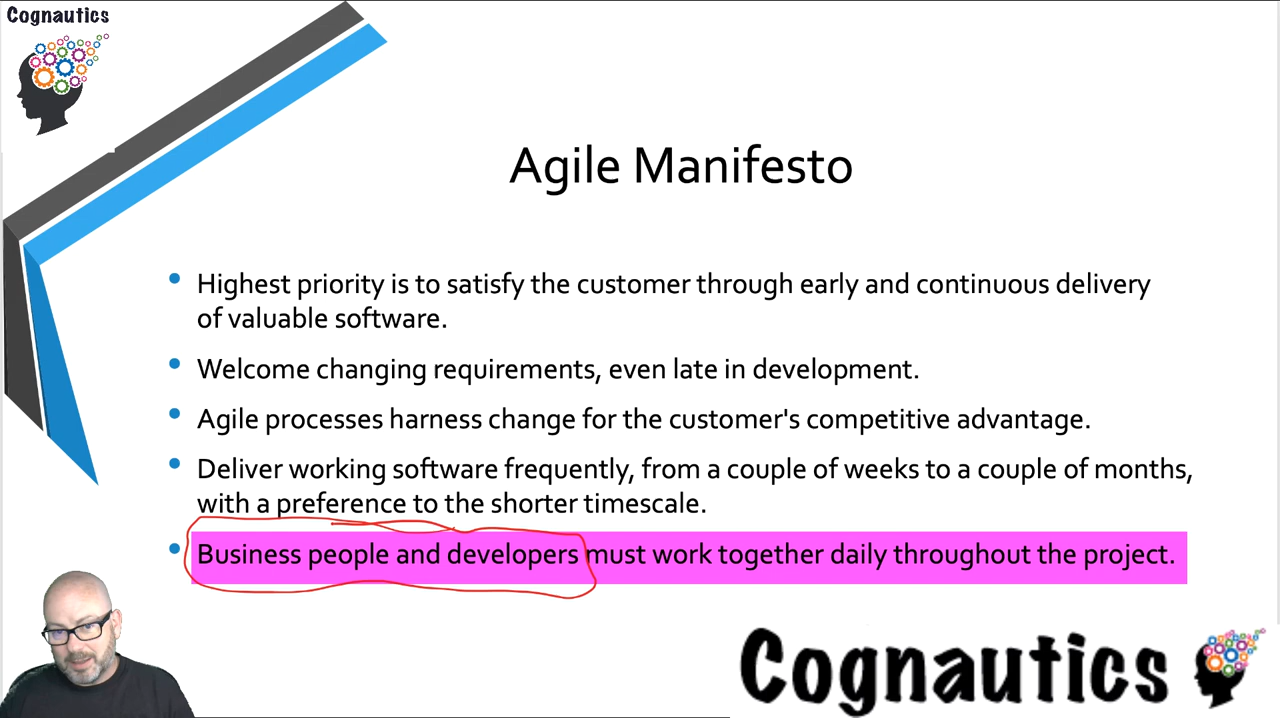 Cognautics
Agile Manifesto
• Highest priority is to satisfy the customer through early and continuous delivery
of valuable software.
• Welcome changing requirements, even late in development.
• Agile processes harness change for the customer's competitive advantage.
• Deliver working software frequently, from a couple of weeks to a couple of months,
with a preference to the shorter timescale.
• Business people and developers must work together daily throughout the project.
Cognautics